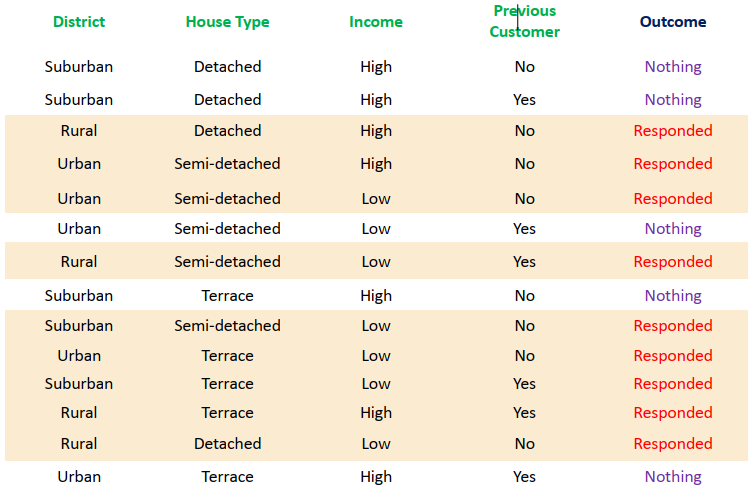 District House Type Income Previous Customer Outcome
Suburban Detached High No Nothing
Suburban Detached High Yes Nothing
Rural Detached High No Responded
Urban Semi-detached High No Responded
Urban Semi-detached Low No Responded
Urban Semi-detached Low Yes Nothing
Rural Semi-detached Low Yes Responded
Suburban Terrace High No Nothing
Suburban Semi-detached Low No Responded
Urban Terrace Low No Responded
Suburban Terrace Low Yes Responded
Rural Terrace High Yes Responded
Rural Detached Low No Responded
Urban Terrace High Yes Nothing